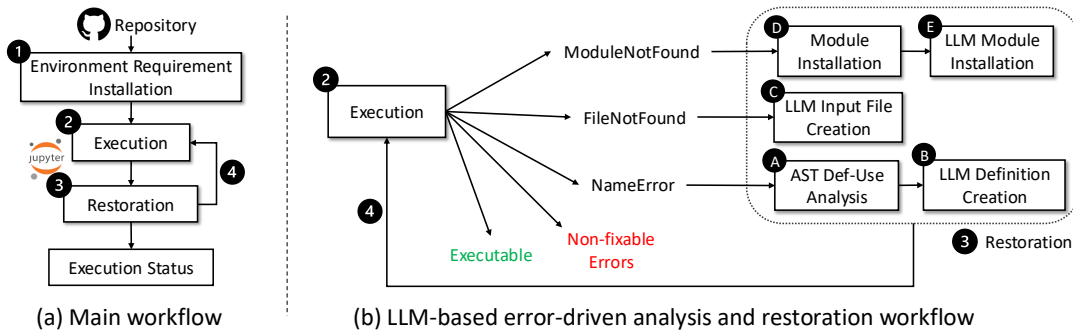 Repository
1
Environment Requirement
Installation
2
Execution
jupyter
4
3
Restoration
Execution Status
(a) Main workflow
2
Execution
ModuleNotFound
D
Module
Installation
E
LLM Module
Installation
FileNotFound
C
LLM Input File
Creation
NameError
A
AST Def-Use
Analysis
B
LLM Definition
Creation
4
Executable
Non-fixable
Errors
3 Restoration
(b) LLM-based error-driven analysis and restoration workflow